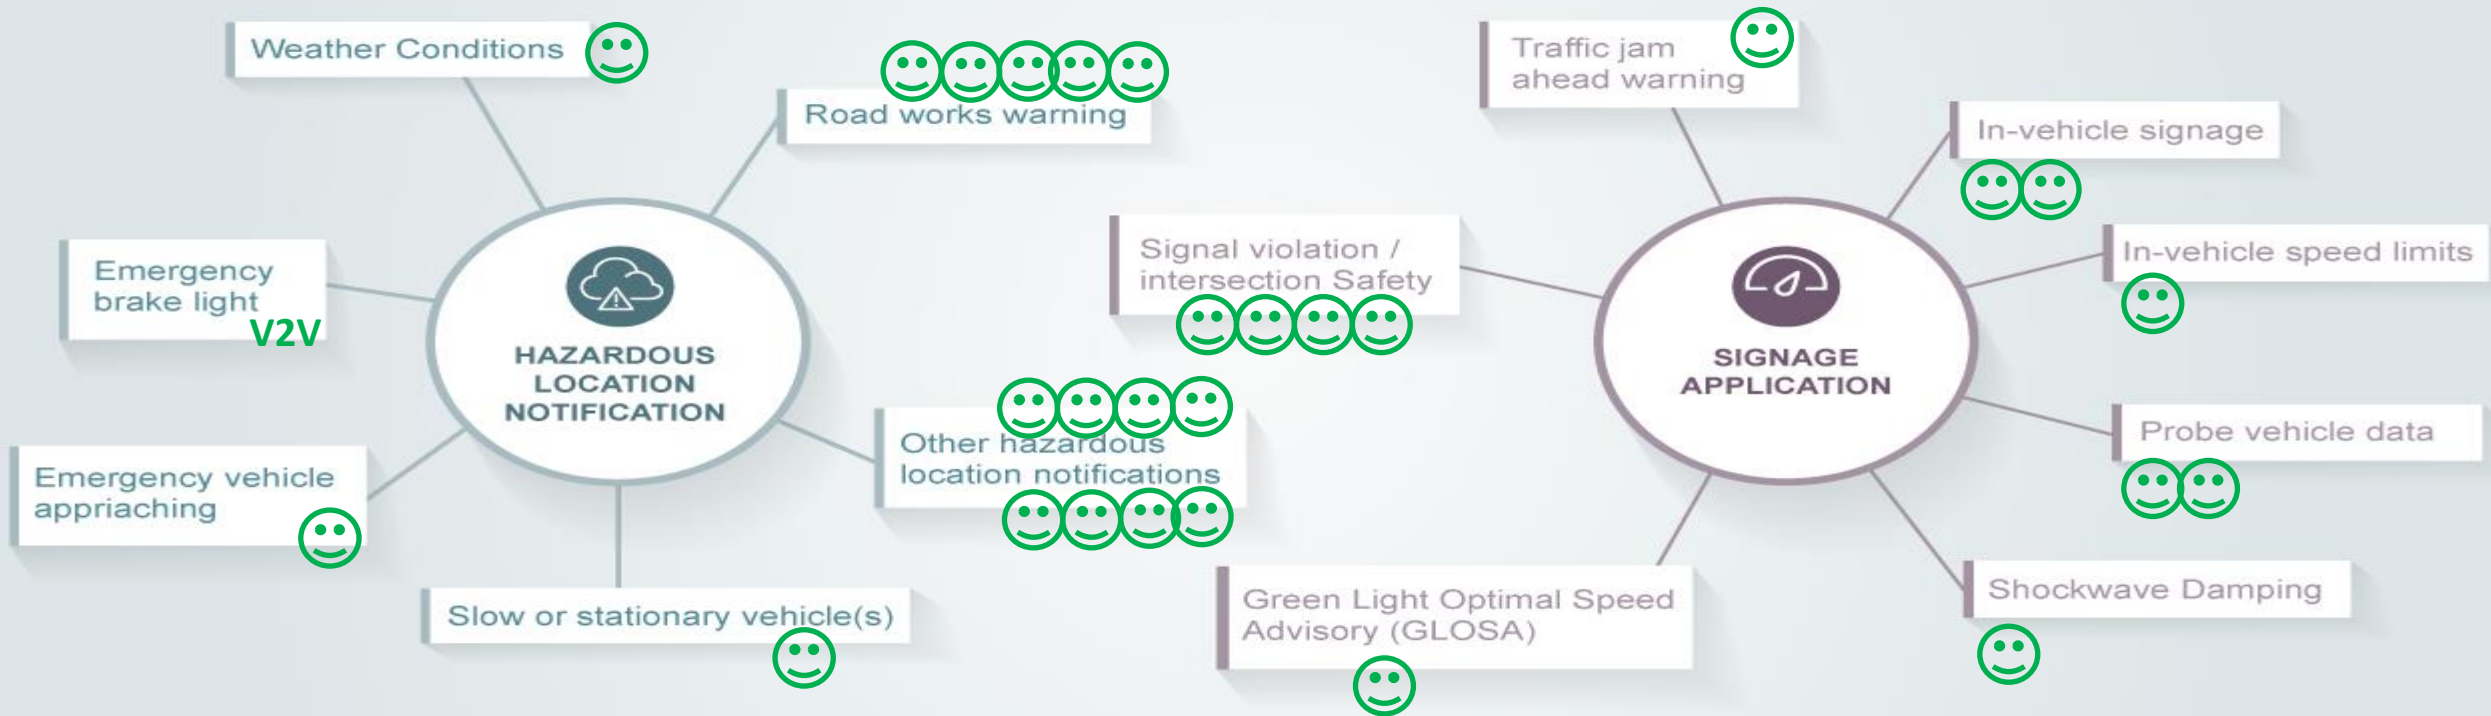 Weather Conditions
Road works warning
Emergency
brake light
V2V
HAZARDOUS
LOCATION
NOTIFICATION
Emergency vehicle
appriaching
Other hazardous
location notifications
Slow or stationary vehicle(s)
Traffic jam
ahead warning
In-vehicle signage
Signal violation /
intersection Safety
In-vehicle speed limits
SIGNAGE
APPLICATION
Probe vehicle data
Green Light Optimal Speed
Advisory (GLOSA)
Shockwave Damping